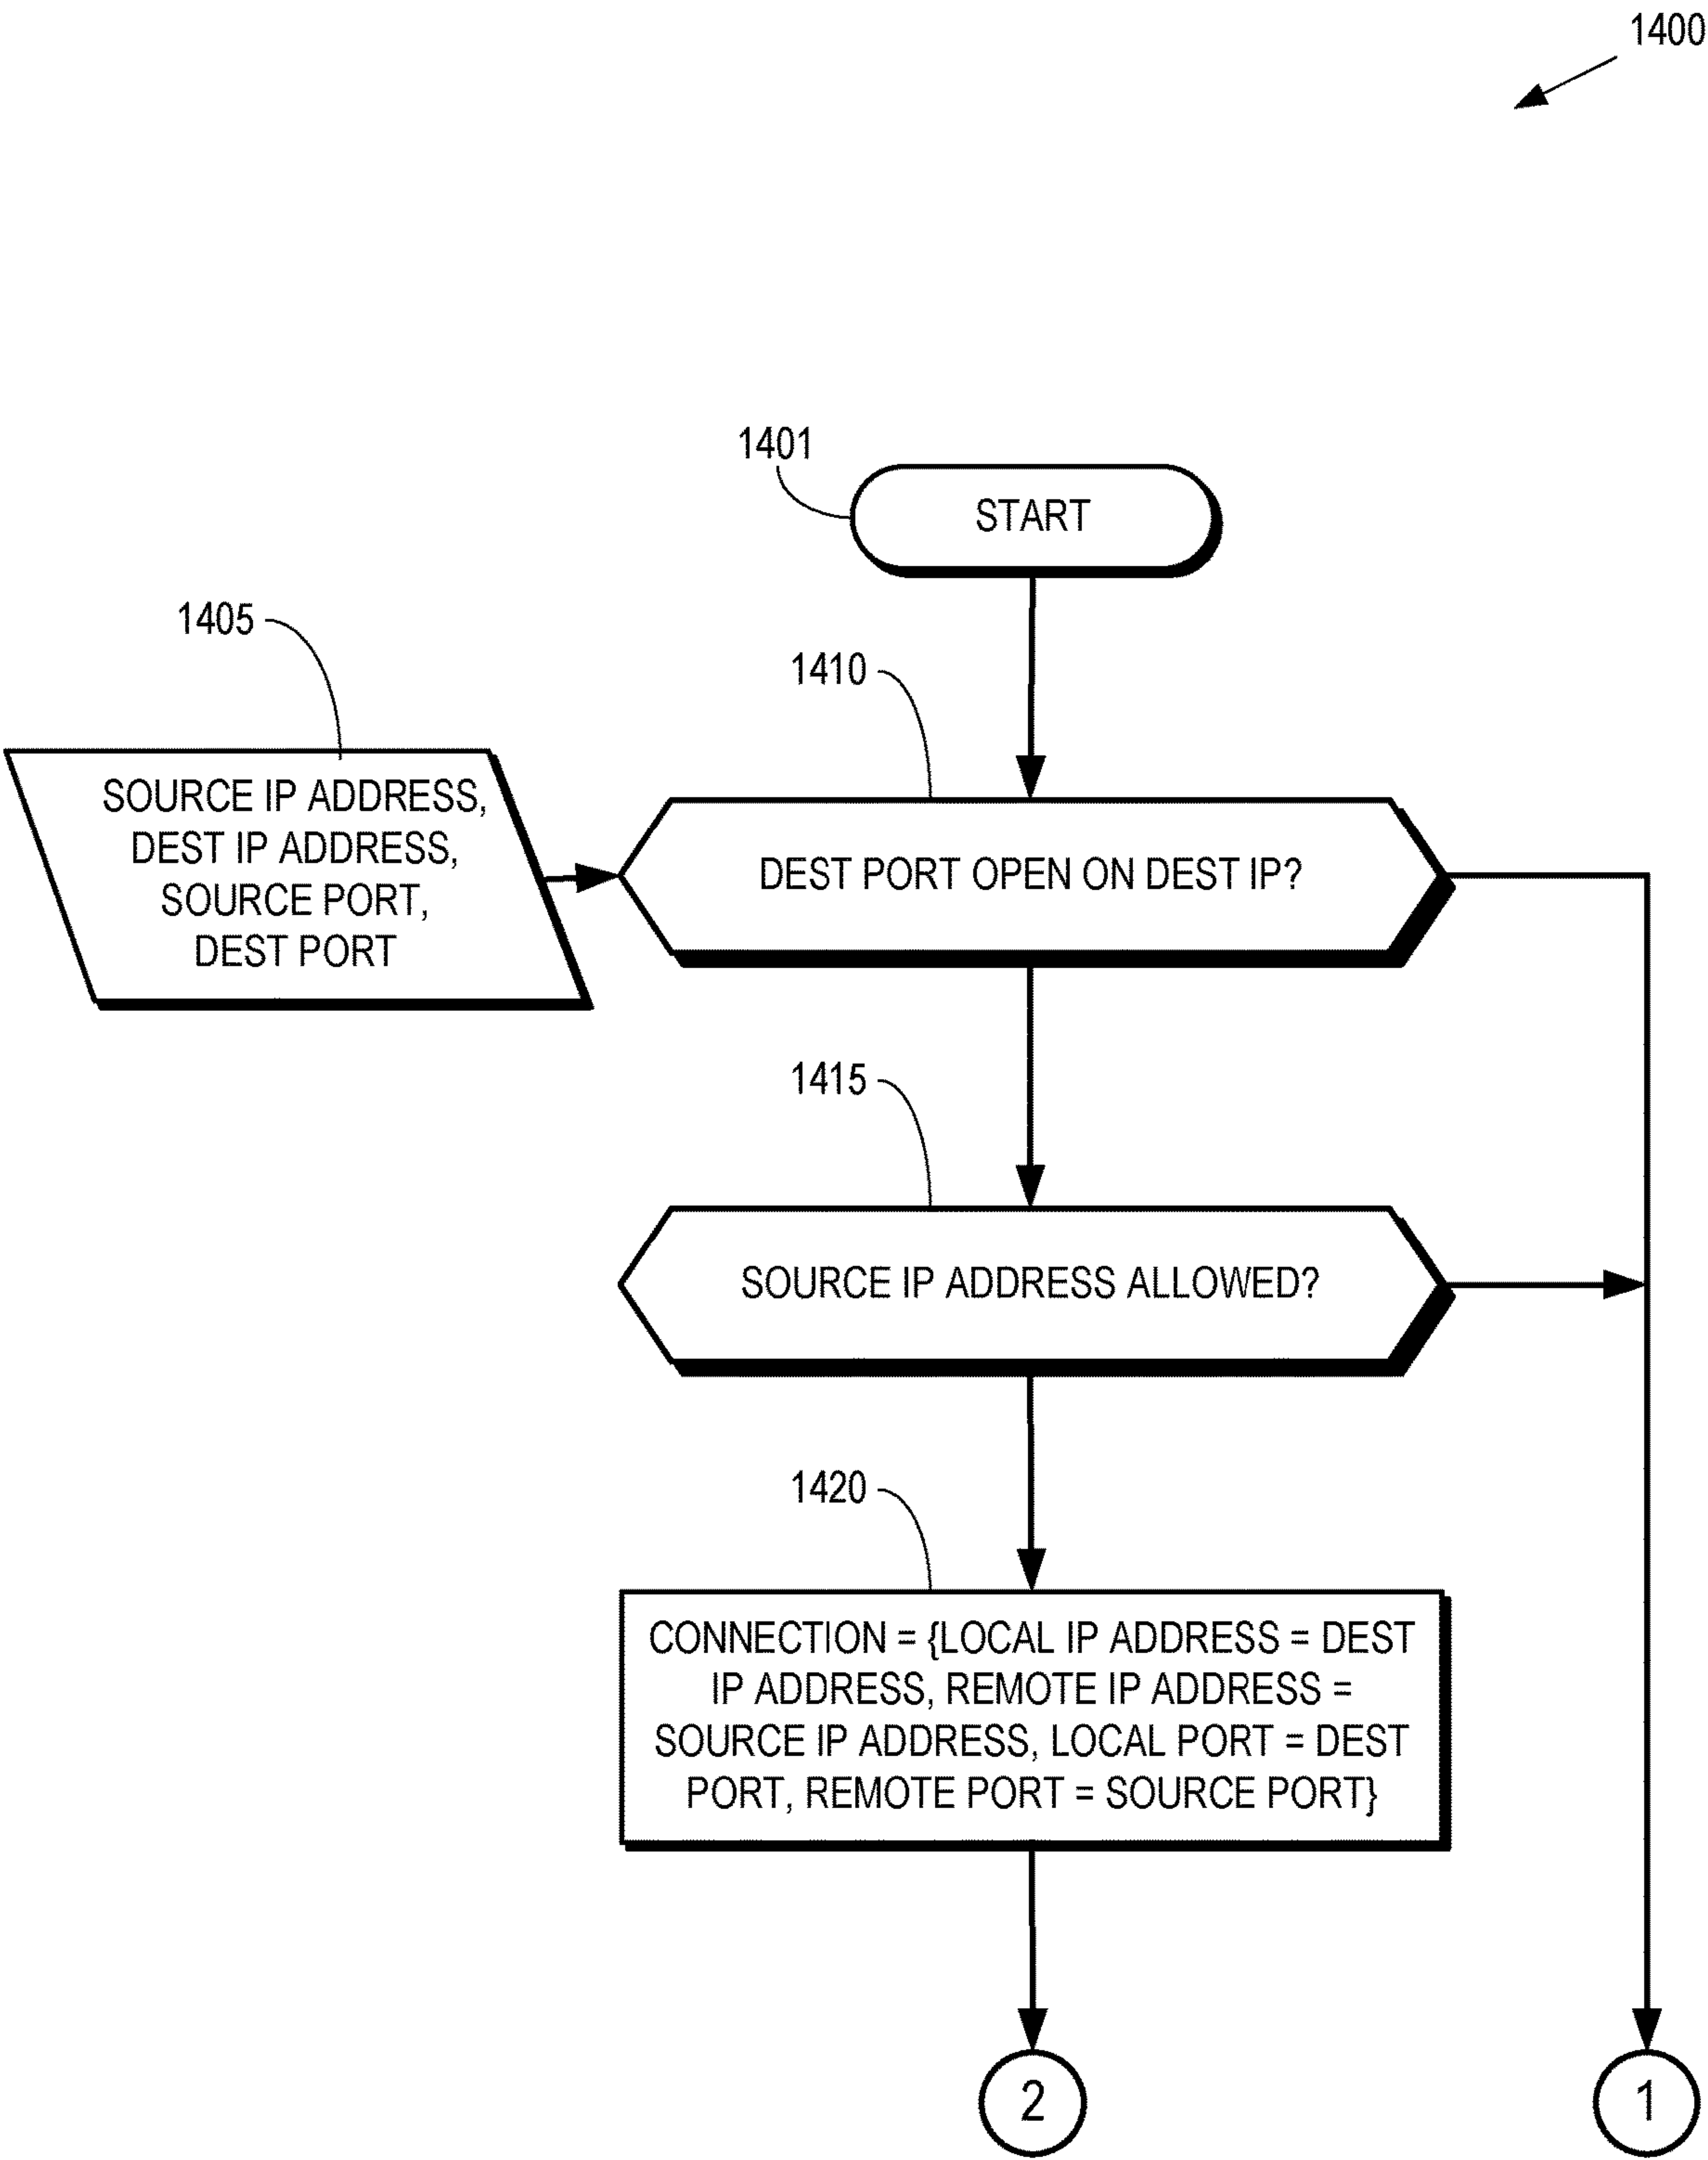 1400
1401
START
1405
1410
SOURCE IP ADDRESS,
DEST IP ADDRESS,
SOURCE PORT,
DEST PORT
DEST PORT OPEN ON DEST IP?
1415
SOURCE IP ADDRESS ALLOWED?
1420
CONNECTION = {LOCAL IP ADDRESS = DEST
IP ADDRESS, REMOTE IP ADDRESS =
SOURCE IP ADDRESS, LOCAL PORT = DEST
PORT, REMOTE PORT = SOURCE PORT}
2
1